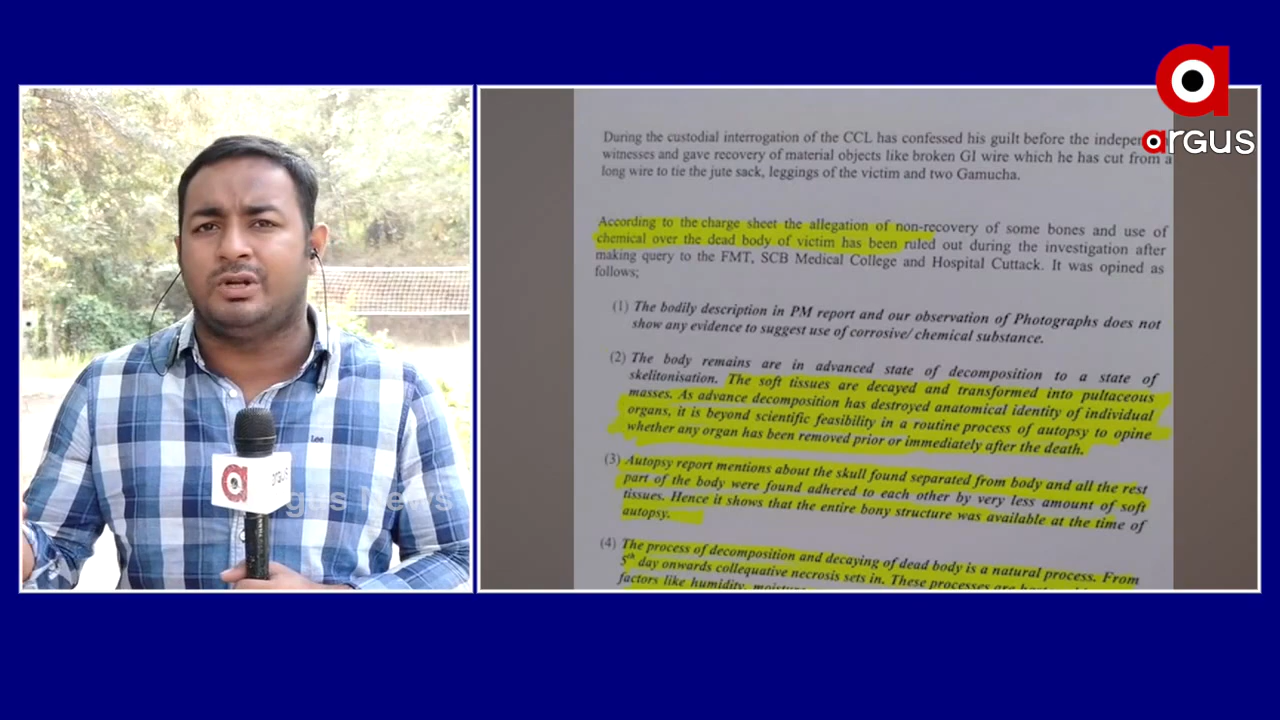 argus
During the custodial interrogation of the CCL has confessed his guilt before the
witnesses and gave recovery of material objects like broken GI wire which he has cut from a
long wire to tie the jute sack, leggings of the victim and two Gamucha.
According to the charge sheet the allegation of non-recovery of some bones and use of
chemical over the dead body of victim has been ruled out during the investigation after
making query to the FMT, SCB Medical College and Hospital Cuttack. It was opined as
follows;
(1) The bodily description in PM report and our observation of Photographs does not
show any evidence to suggest use of corrosive/ chemical substance.
(2) The body remains are in advanced state of decomposition to a state of
skelitonisation. The soft tissues are decayed and transformed into pultaceous
masses. As advance decomposition has destroyed anatomical identity of individual
organs, it is beyond scientific feasibility in a routine process of autopsy to opine
whether any organ has been removed prior or immediately after the death.
(3) Autopsy report mentions about the skull found separated from body and all the rest
part of the body were found adhered to each other by very less amount of soft
tissues. Hence it shows that the entire bony structure was available at the time of
autopsy.
(4) The process of decomposition and decaying of dead body is a natural process. From
5th day onwards collequative necrosis sets in. These processes are
factors like humidity,
Lee
argus
Argus News